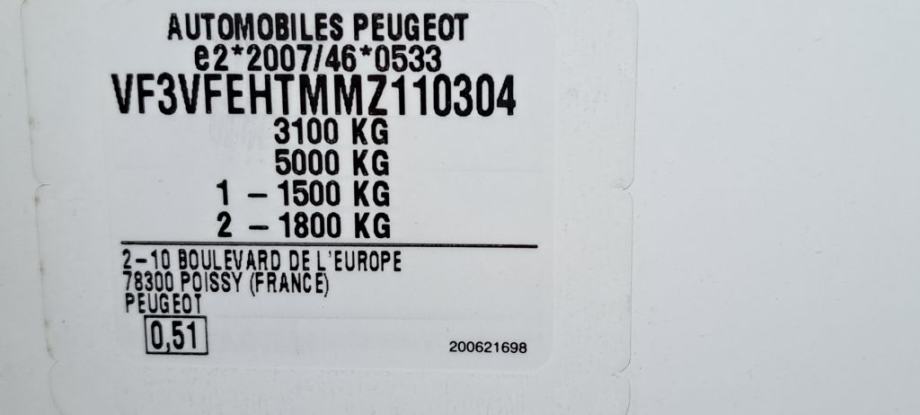 AUTOMOBILES PEUGEOT
e2*2007/46*0533
VF3VFEHTMMZ110304
3100 KG
5000 KG
1 – 1500 KG
2 – 1800 KG
2–10 BOULEVARD DE L'EUROPE
78300 POISSY (FRANCE)
PEUGEOT
0,51
200621698